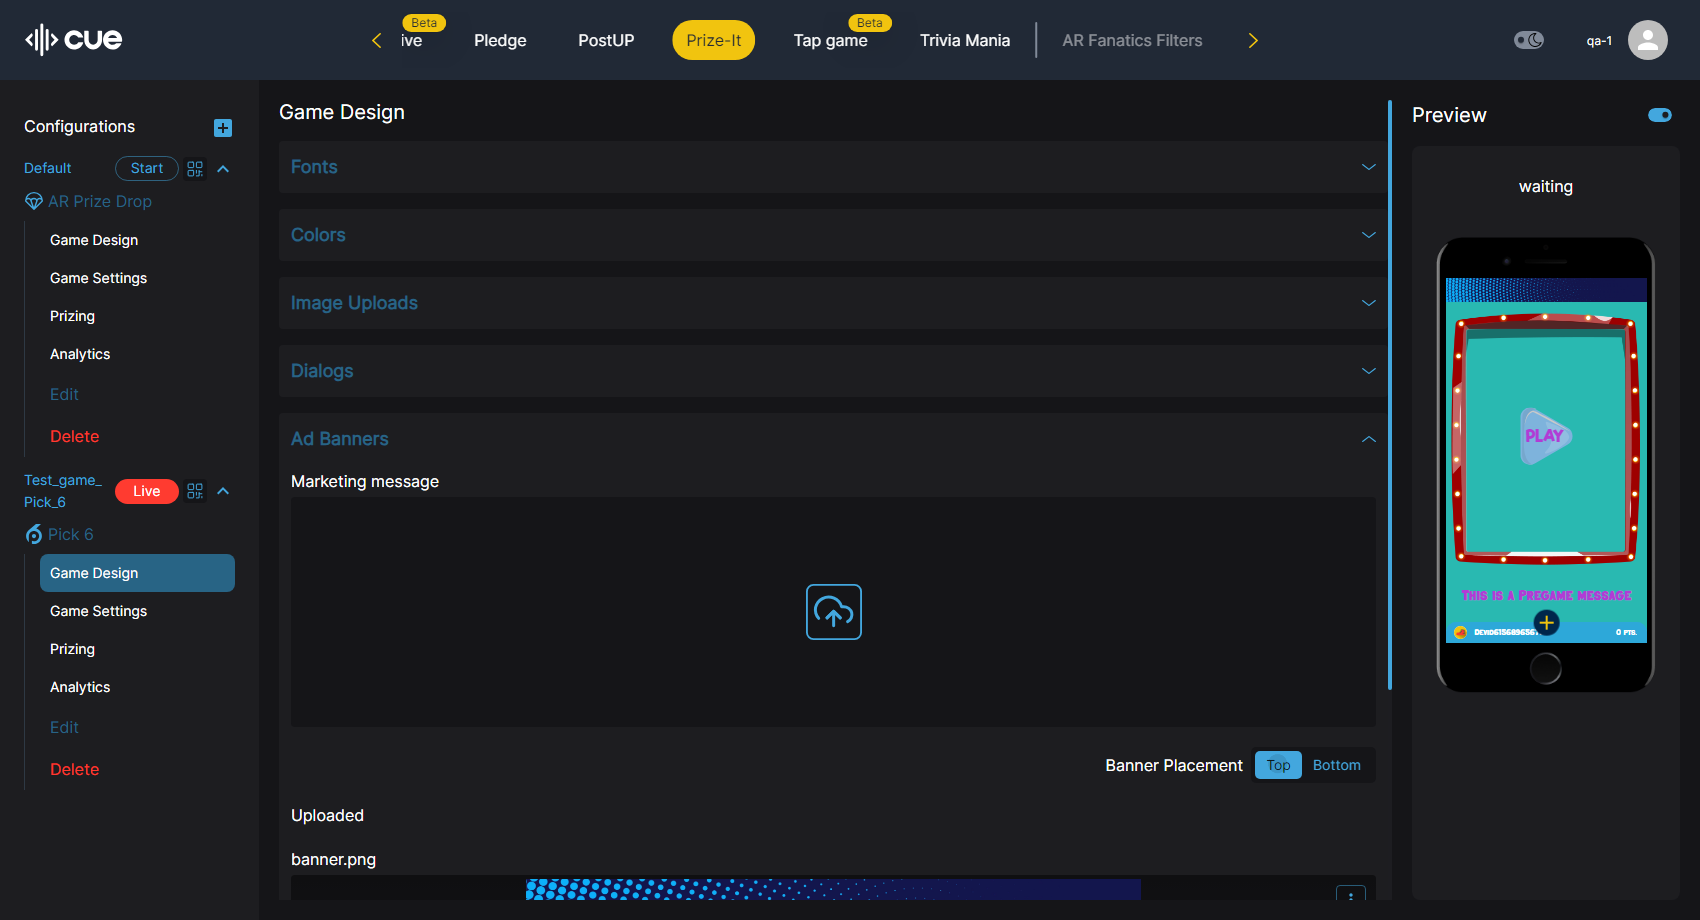 cue
Beta
ive
Pledge
PostUP
Prize-It
Beta
Tap game
Trivia Mania
AR Fanatics Filters
qa-1
Configurations
Default
Start
AR Prize Drop
Game Design
Game Settings
Prizing
Analytics
Edit
Delete
Test_game_
Pick_6
Live
Pick 6
Game Design
Game Settings
Prizing
Analytics
Edit
Delete
Game Design
Fonts
Colors
Image Uploads
Dialogs
Ad Banners
Marketing message
Banner Placement
Top
Bottom
Uploaded
banner.png
Preview
waiting
PLAY
This is a Pregame message
0 pts.